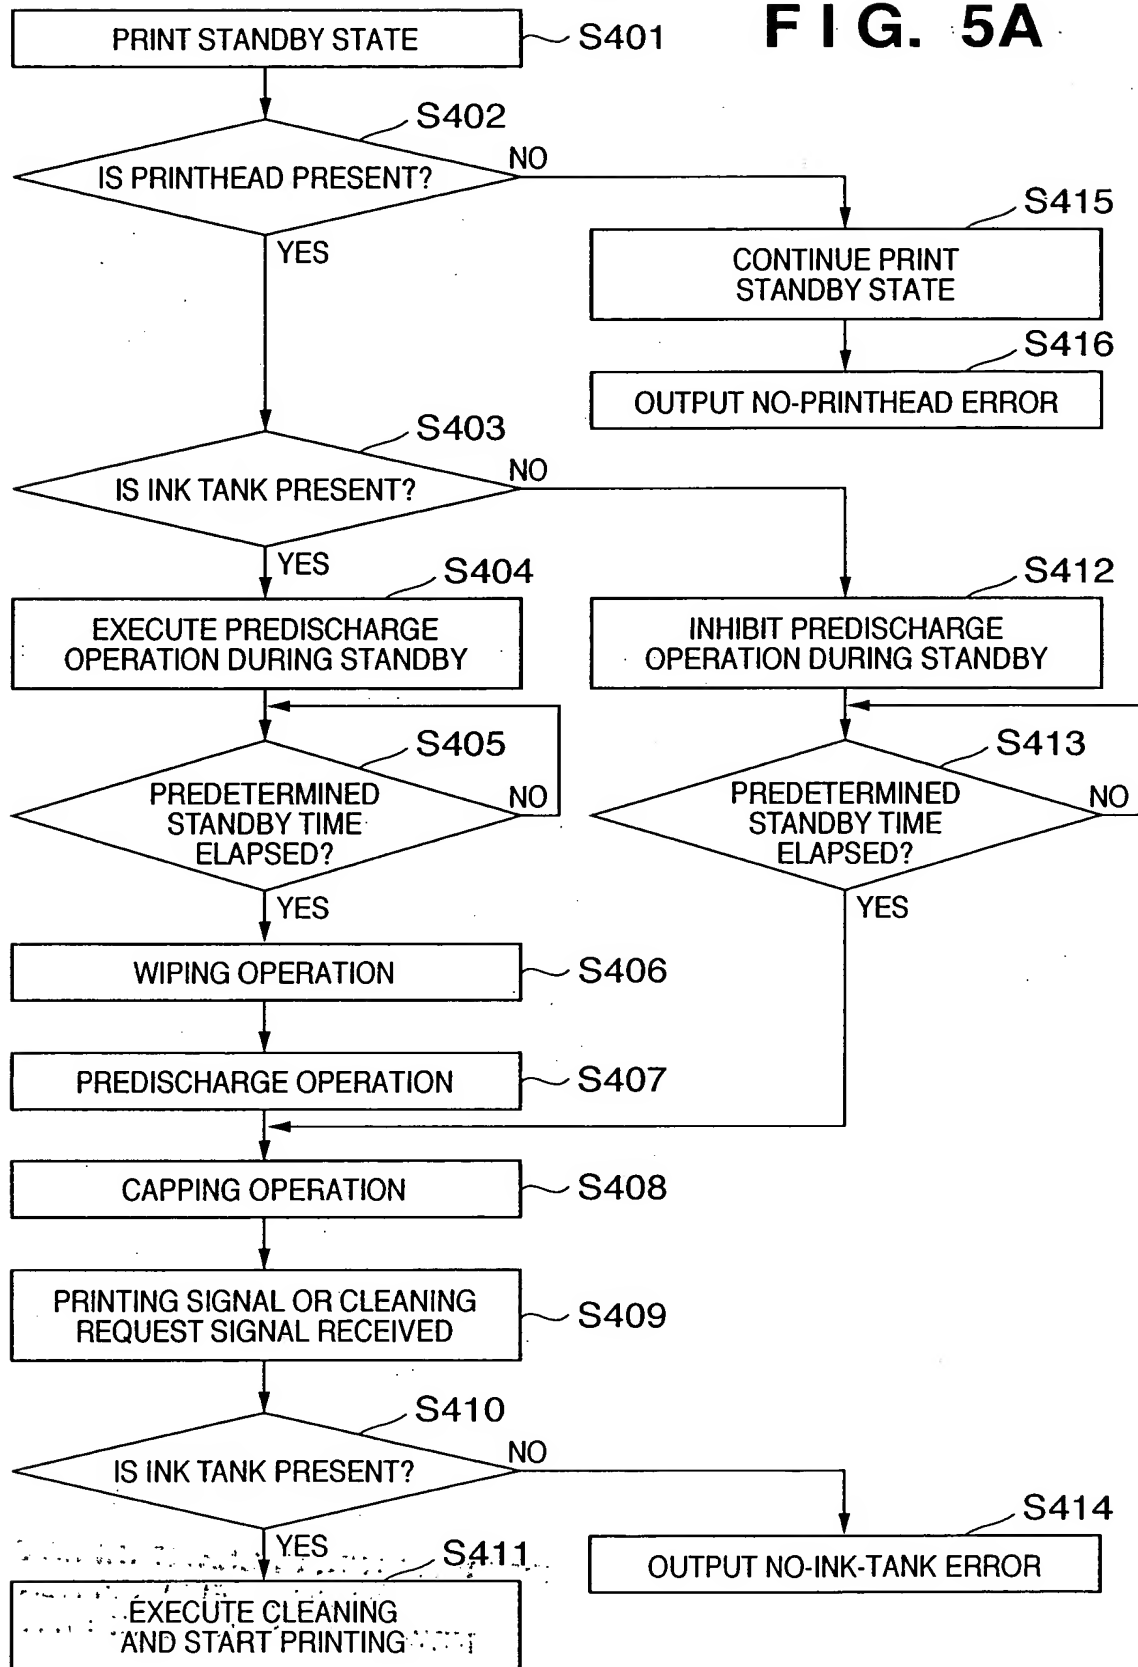 FIG. 5A
PRINT STANDBY STATE
S401
S402
IS PRINTHEAD PRESENT?
NO
YES
S415
CONTINUE PRINT
STANDBY STATE
S416
OUTPUT NO-PRINTHEAD ERROR
S403
IS INK TANK PRESENT?
NO
YES
S404
EXECUTE PREDISCHARGE
OPERATION DURING STANDBY
S412
INHIBIT PREDISCHARGE
OPERATION DURING STANDBY
S405
PREDETERMINED
STANDBY TIME
ELAPSED?
NO
YES
S413
PREDETERMINED
STANDBY TIME
ELAPSED?
NO
YES
WIPING OPERATION
S406
PREDISCHARGE OPERATION
S407
CAPPING OPERATION
S408
PRINTING SIGNAL OR CLEANING
REQUEST SIGNAL RECEIVED
S409
S410
IS INK TANK PRESENT?
NO
YES
S414
OUTPUT NO-INK-TANK ERROR
S411
EXECUTE CLEANING
AND START PRINTING